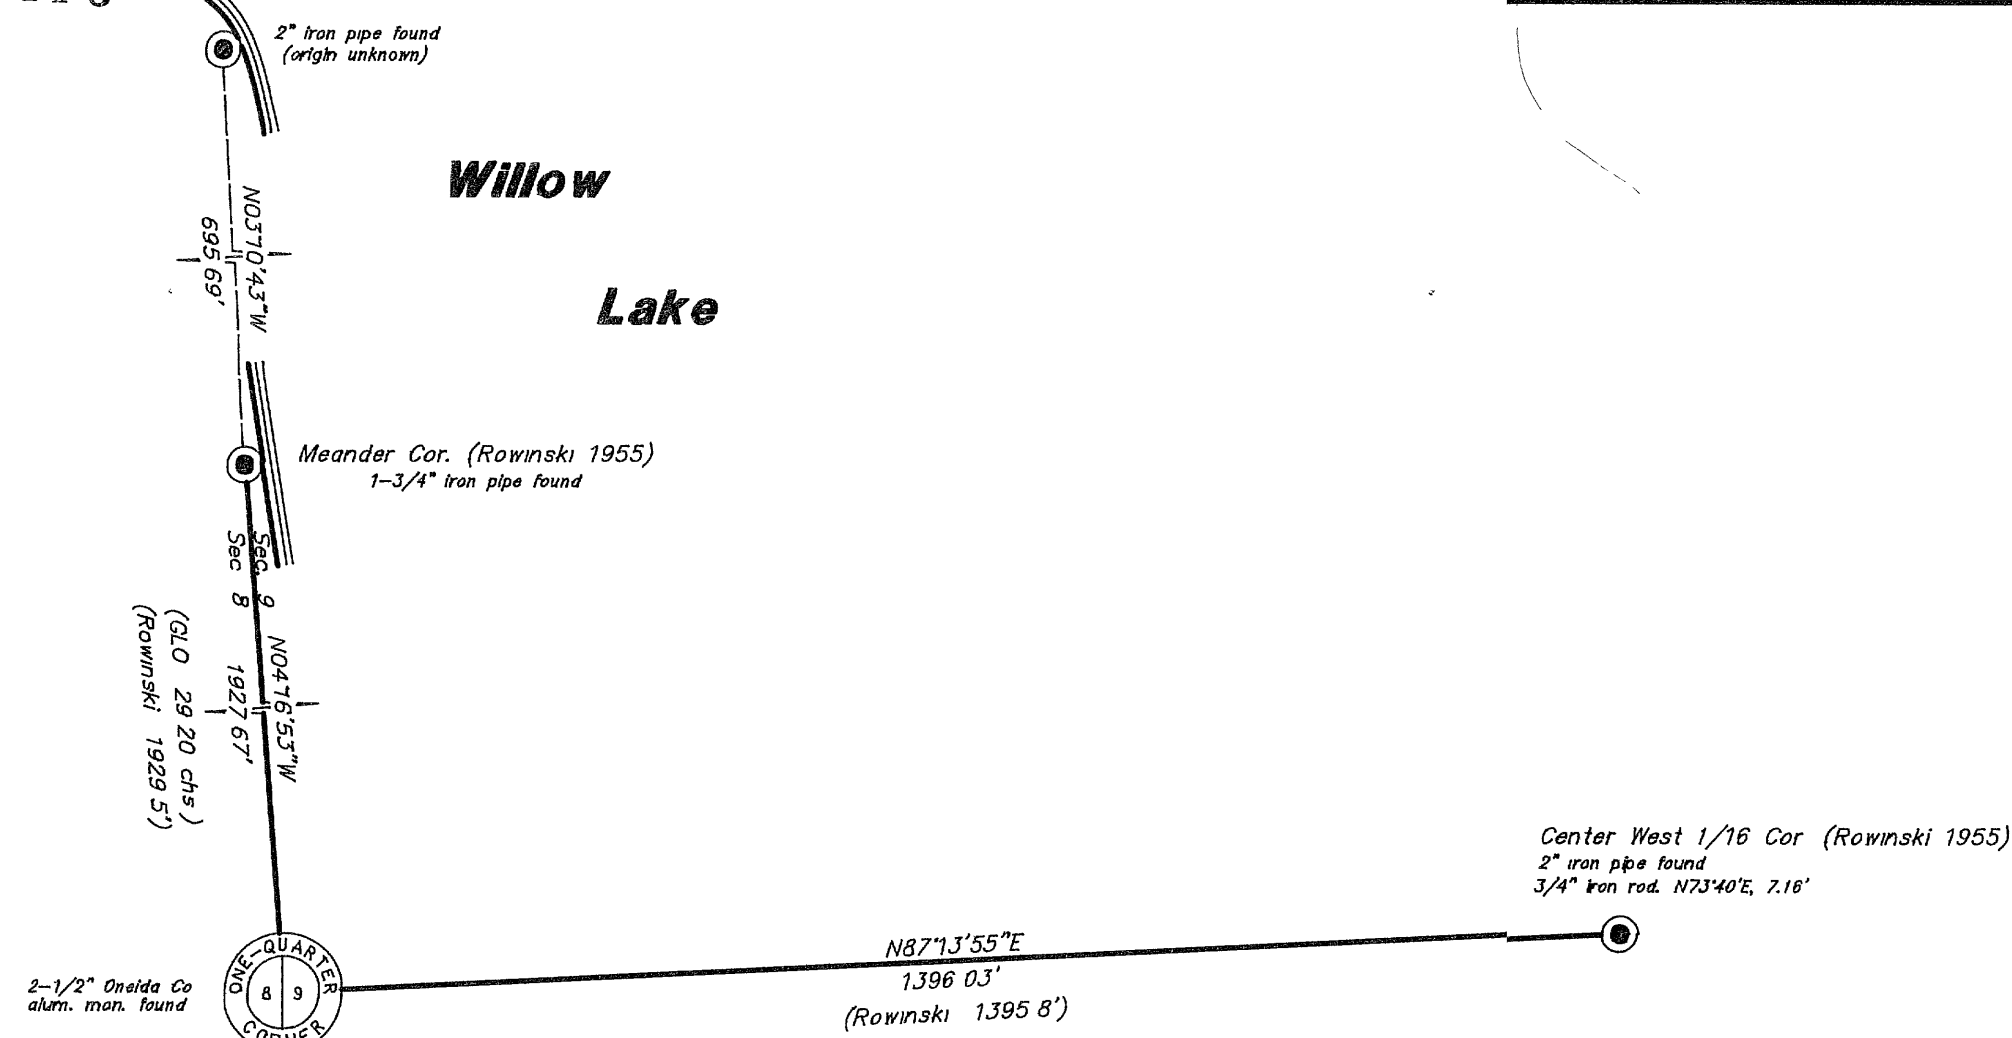 2" iron pipe found
(origin unknown)
Willow
Lake
N03°10'43"W
695 69'
Meander Cor. (Rowinski 1955)
1-3/4" iron pipe found
Sec. 9
Sec 8
N04°16'53"W
1927 67'
(GLO 29 20 chs)
(Rowinski 1929 5')
Center West 1/16 Cor (Rowinski 1955)
2" iron pipe found
3/4" iron rod. N73°40'E, 7.16'
N87°13'55"E
1396 03'
(Rowinski 1395 8')
2-1/2" Oneida Co
alum. mon. found
ONE-QUARTER
8 9
CORNER